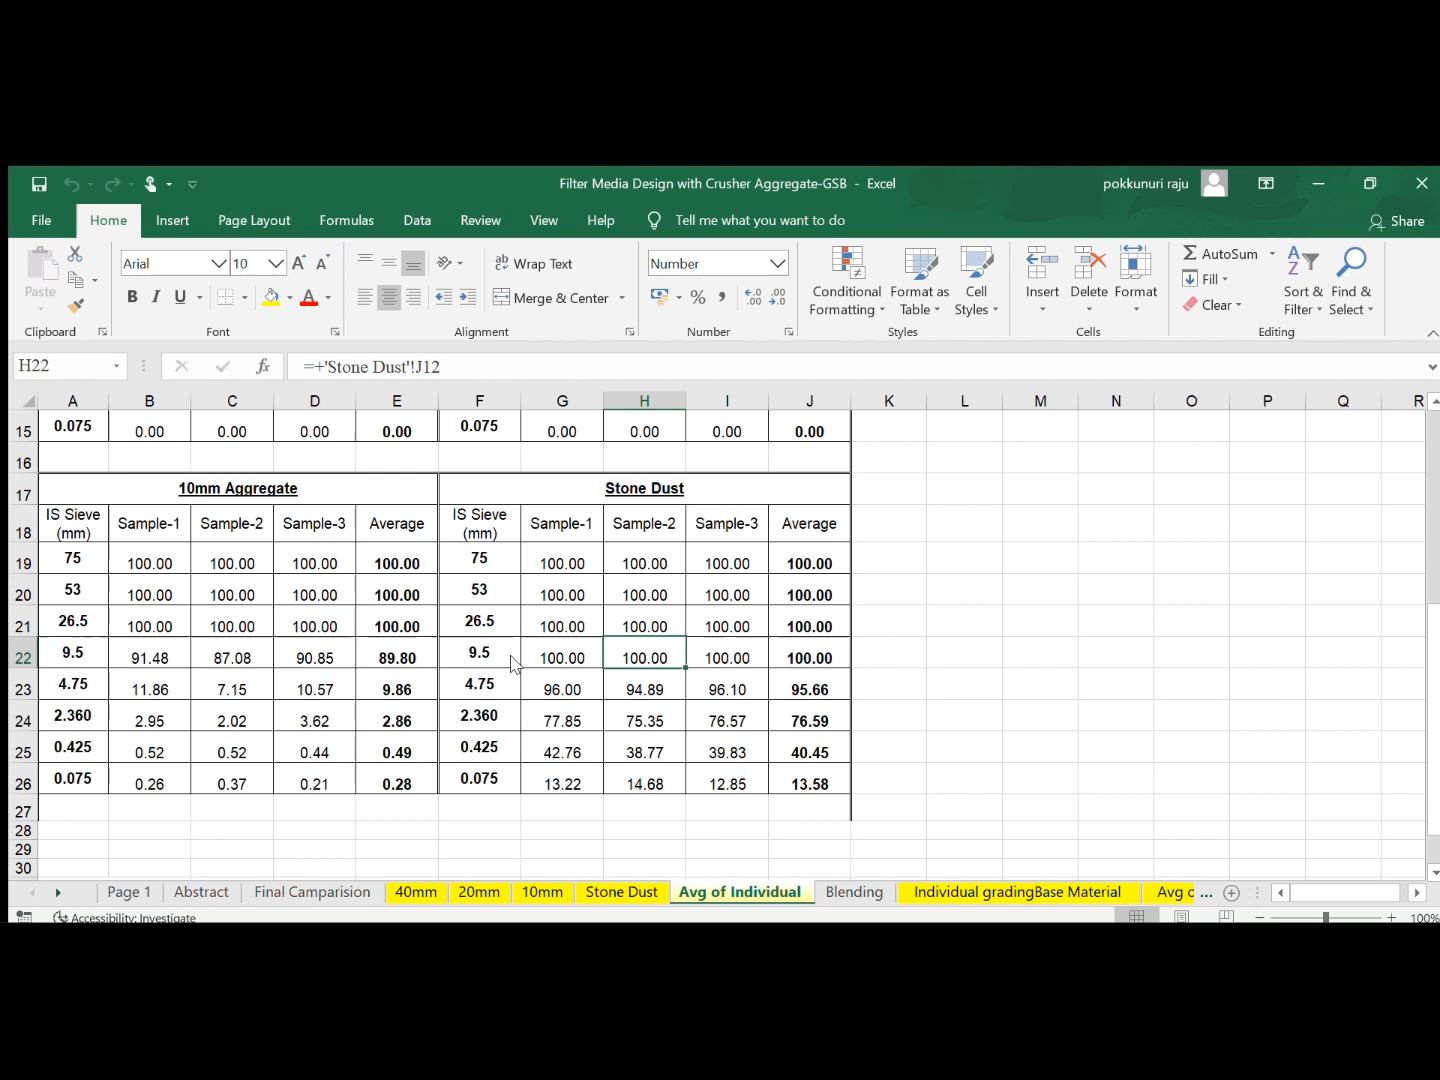 Filter Media Design with Crusher Aggregate-GSB - Excel
pokkunuri raju
File Home Insert Page Layout Formulas Data Review View Help Tell me what you want to do Share
Paste
Arial 10
B I U
Wrap Text
Merge & Center
Number
Conditional Formatting
Format as Table
Cell Styles
Insert Delete Format
AutoSum
Fill
Clear
Sort & Filter
Find & Select
Clipboard Font Alignment Number Styles Cells Editing
H22 fx =+'Stone Dust'!J12
A B C D E F G H I J K L M N O P Q R
15 0.075 0.00 0.00 0.00 0.00 0.075 0.00 0.00 0.00 0.00
16
17 10mm Aggregate Stone Dust
18 IS Sieve (mm) Sample-1 Sample-2 Sample-3 Average IS Sieve (mm) Sample-1 Sample-2 Sample-3 Average
19 75 100.00 100.00 100.00 100.00 75 100.00 100.00 100.00 100.00
20 53 100.00 100.00 100.00 100.00 53 100.00 100.00 100.00 100.00
21 26.5 100.00 100.00 100.00 100.00 26.5 100.00 100.00 100.00 100.00
22 9.5 91.48 87.08 90.85 89.80 9.5 100.00 100.00 100.00 100.00
23 4.75 11.86 7.15 10.57 9.86 4.75 96.00 94.89 96.10 95.66
24 2.360 2.95 2.02 3.62 2.86 2.360 77.85 75.35 76.57 76.59
25 0.425 0.52 0.52 0.44 0.49 0.425 42.76 38.77 39.83 40.45
26 0.075 0.26 0.37 0.21 0.28 0.075 13.22 14.68 12.85 13.58
27
28
29
30
Page 1 Abstract Final Camparision 40mm 20mm 10mm Stone Dust Avg of Individual Blending Individual gradingBase Material Avg c ...
Accessibility: Investigate 100%